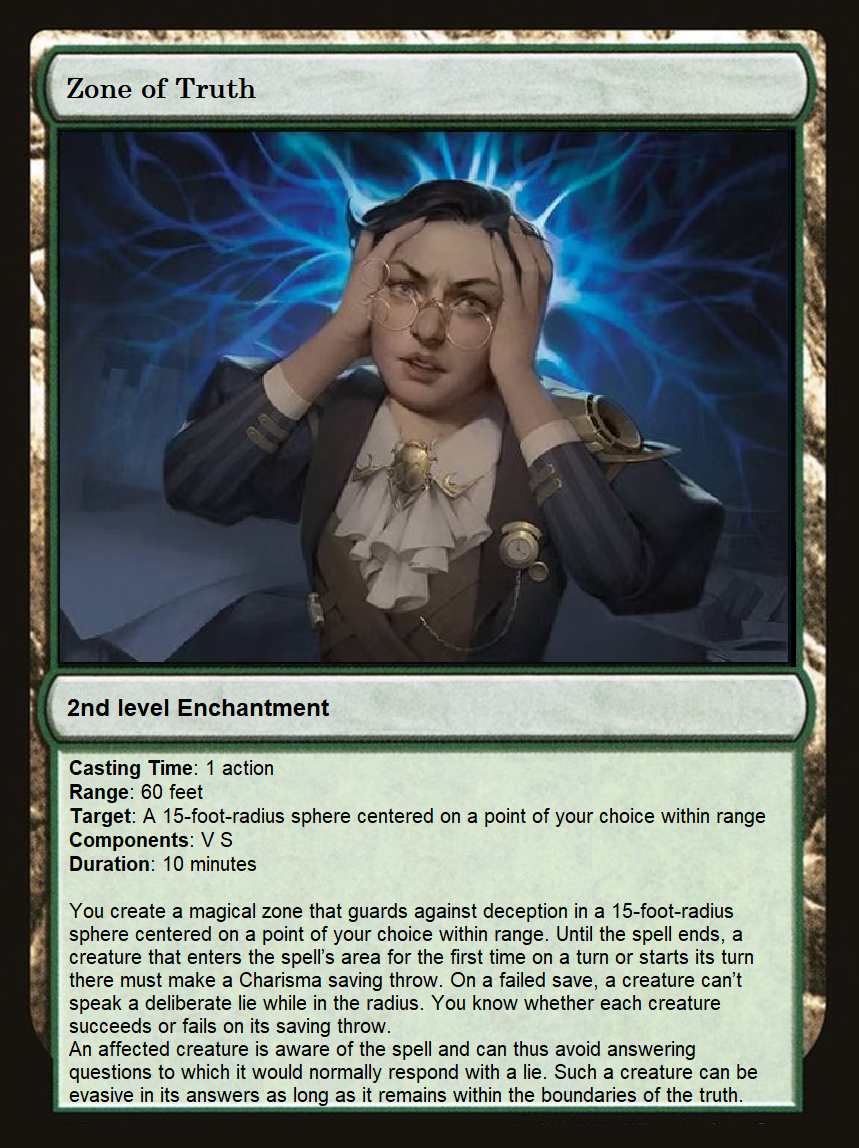 Zone of Truth
2nd level Enchantment
Casting Time: 1 action
Range: 60 feet
Target: A 15-foot-radius sphere centered on a point of your choice within range
Components: V S
Duration: 10 minutes
You create a magical zone that guards against deception in a 15-foot-radius
sphere centered on a point of your choice within range. Until the spell ends, a
creature that enters the spell’s area for the first time on a turn or starts its turn
there must make a Charisma saving throw. On a failed save, a creature can’t
speak a deliberate lie while in the radius. You know whether each creature
succeeds or fails on its saving throw.
An affected creature is aware of the spell and can thus avoid answering
questions to which it would normally respond with a lie. Such a creature can be
evasive in its answers as long as it remains within the boundaries of the truth.